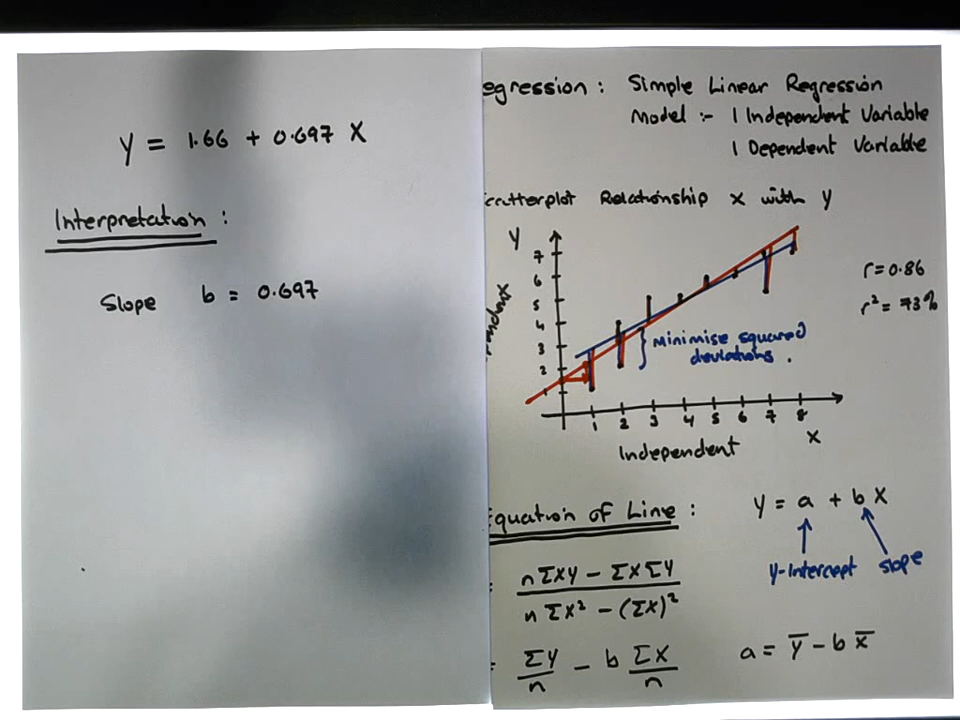 Y = 1.66 + 0.697 X
Interpretation :
Slope b = 0.697
egression : Simple Linear Regression
Model :- 1 Independent Variable
1 Dependent Variable
catterplot Relationship x with y
Y
7
6
5
4
3
2
1
r = 0.86
r² = 73%
Minimise squared
deviations .
1 2 3 4 5 6 7 8
X
Independent
quation of Line :
Y = a + b X
Y-Intercept slope
= nΣXY − ΣXΣY
nΣX² − (ΣX)²
= ΣY/n − b ΣX/n
a = Y̅ − b X̅